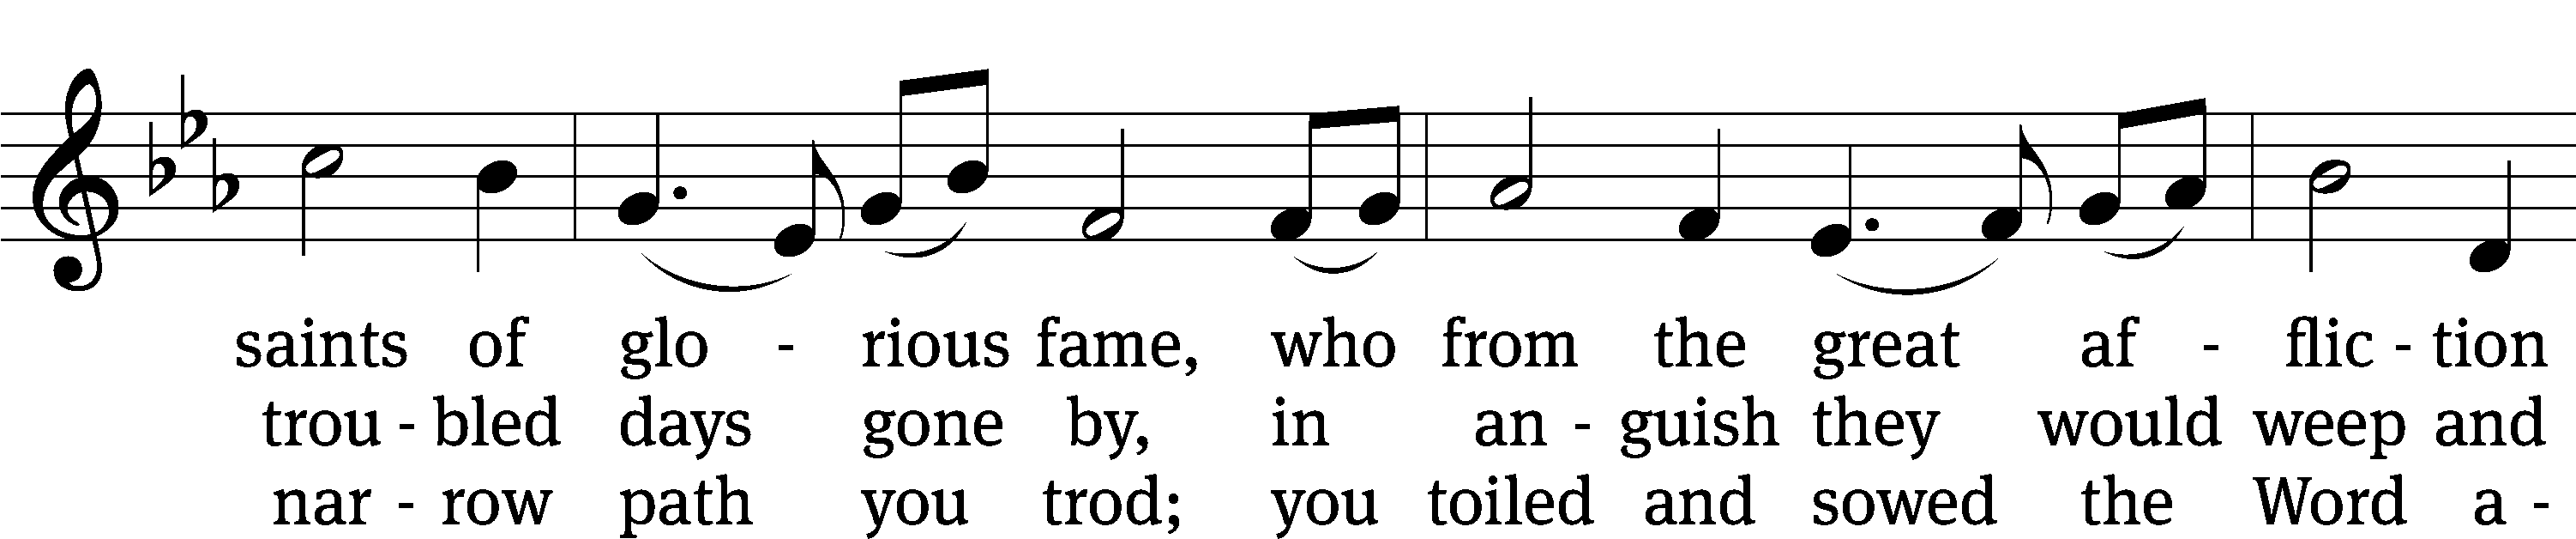 saints of glo - rious fame, who from the great af - flic - tion
trou - bled days gone by, in an - guish they would weep and
nar - row path you trod; you toiled and sowed the Word a -